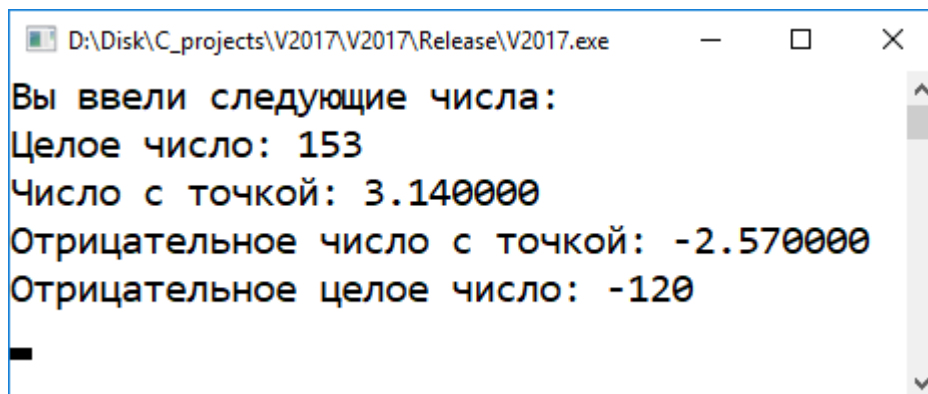 D:\Disk\C_projects\V2017\V2017\Release\V2017.exe
Вы ввели следующие числа:
Целое число: 153
Число с точкой: 3.140000
Отрицательное число с точкой: -2.570000
Отрицательное целое число: -120